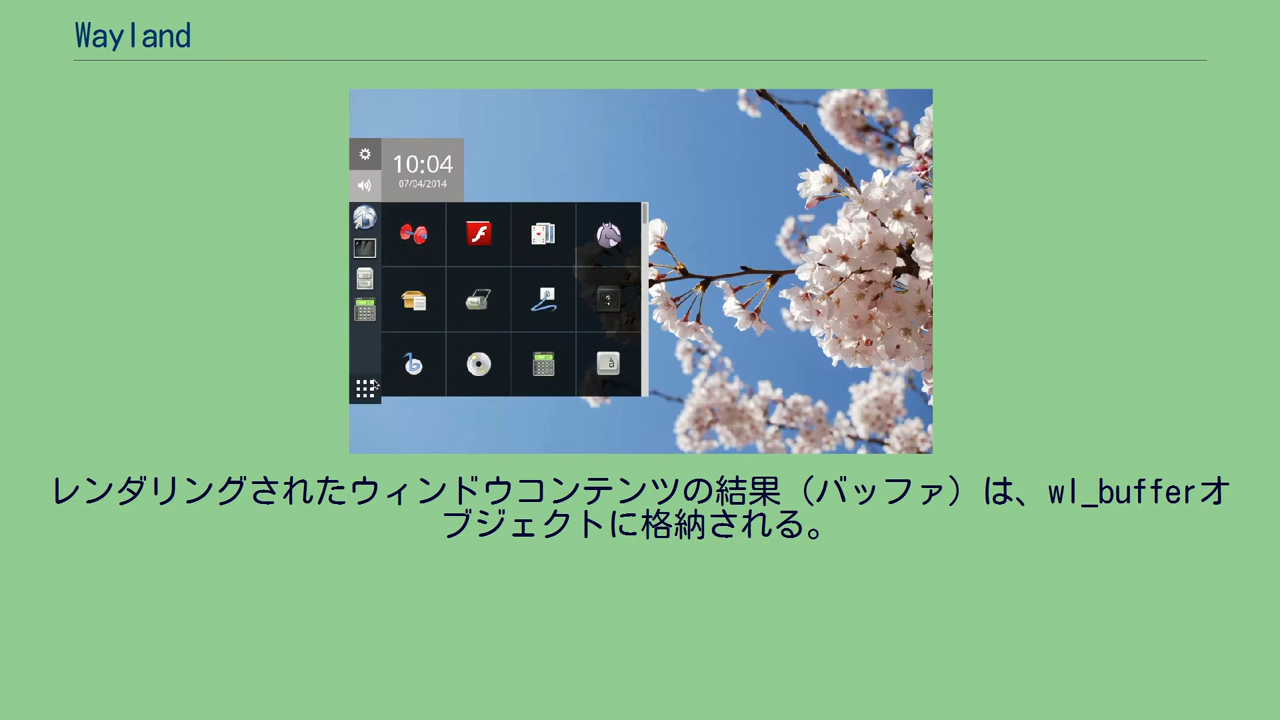 Wayland
10:04
07/04/2014
レンダリングされたウィンドウコンテンツの結果（バッファ）は、wl_bufferオ
ブジェクトに格納される。